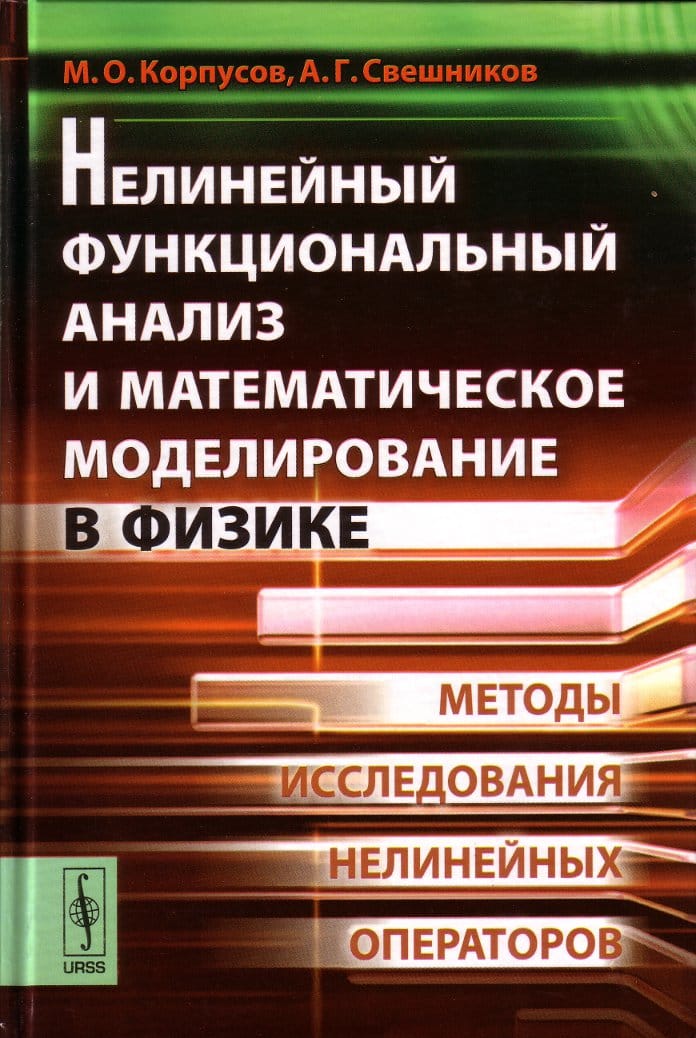 М. О. Корпусов, А. Г. Свешников
Нелинейный
функциональный
анализ
и математическое
моделирование
в физике
методы
исследования
нелинейных
операторов
URSS